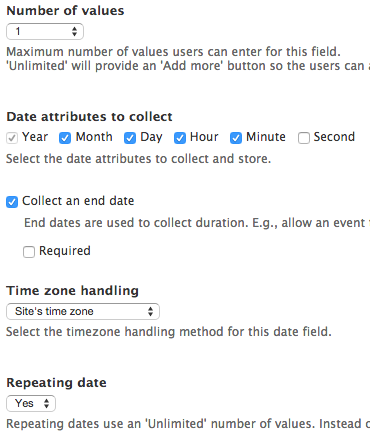 Number of values
1
Maximum number of values users can enter for this field.
'Unlimited' will provide an 'Add more' button so the users can
Date attributes to collect
Year Month Day Hour Minute Second
Select the date attributes to collect and store.
Collect an end date
End dates are used to collect duration. E.g., allow an event
Required
Time zone handling
Site's time zone
Select the timezone handling method for this date field.
Repeating date
Yes
Repeating dates use an 'Unlimited' number of values. Instead